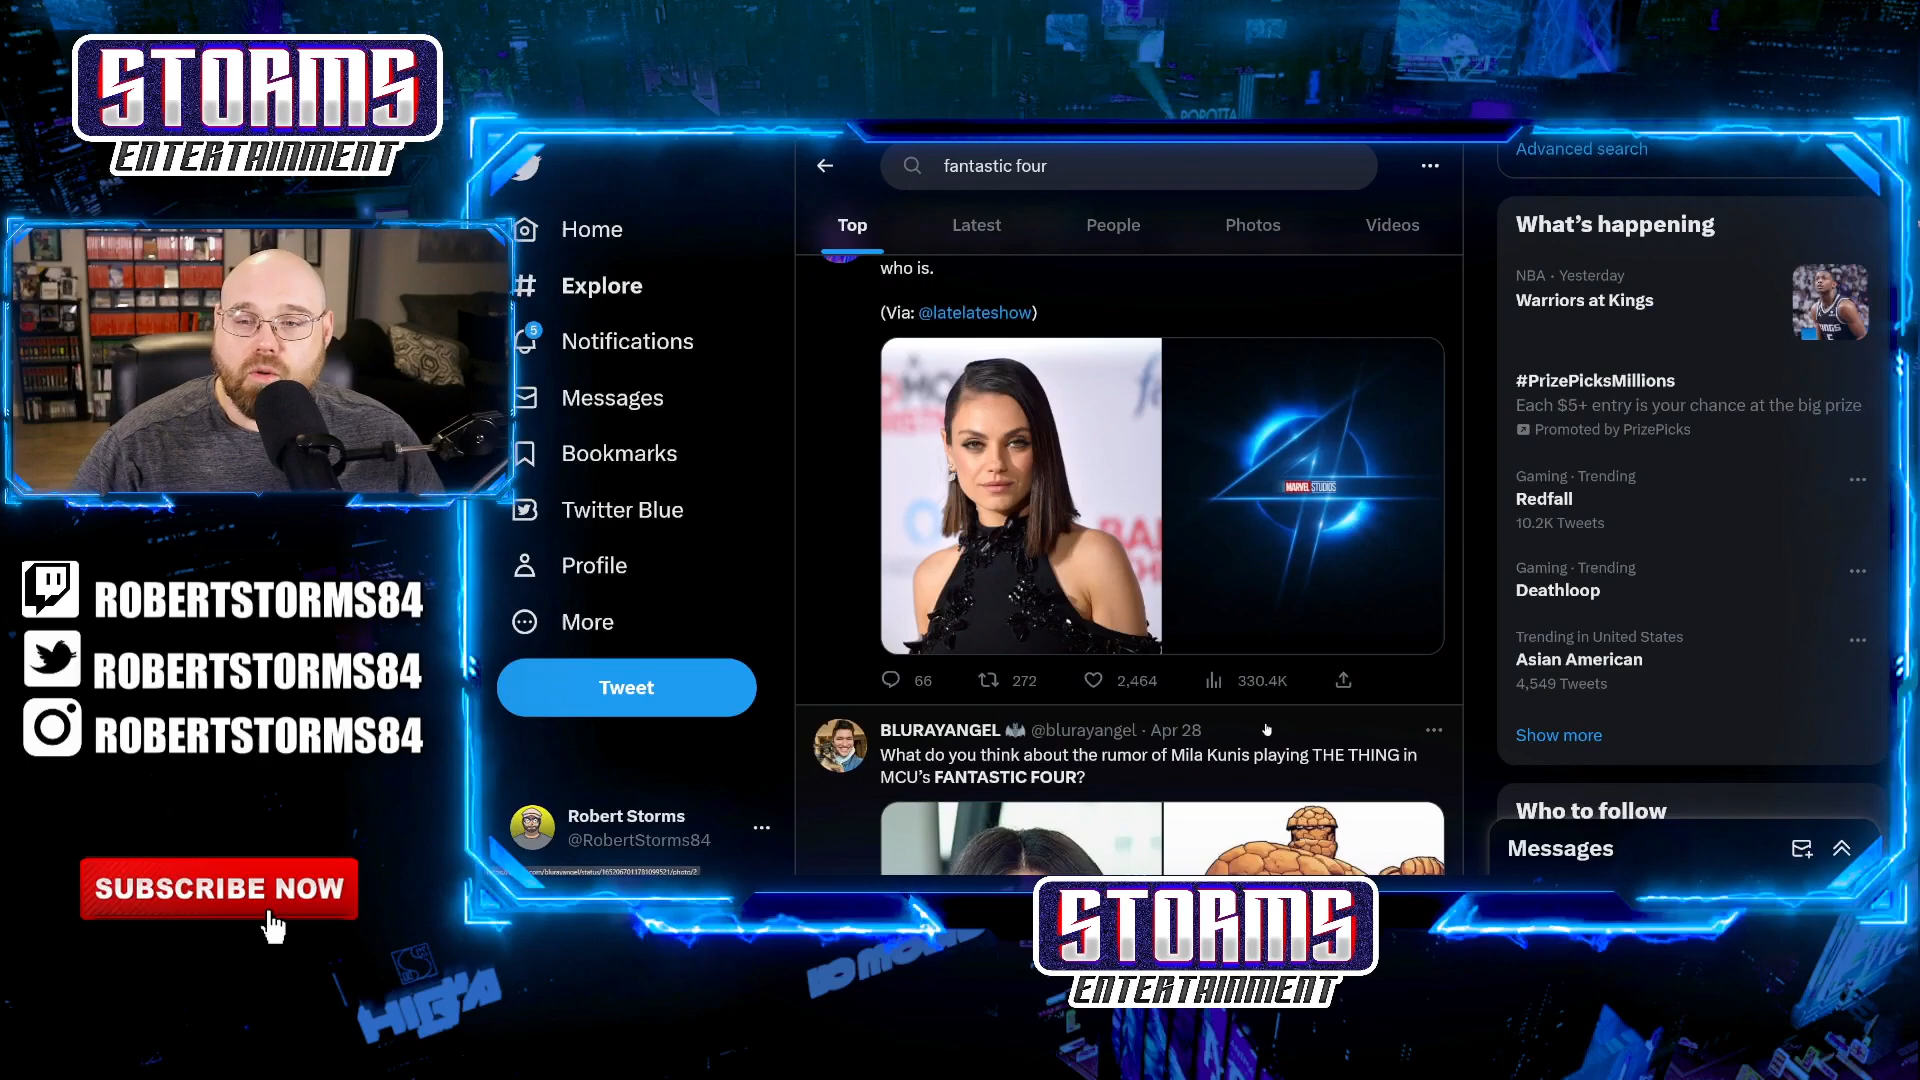 STORMS
ENTERTAINMENT
ROBERTSTORMS84
ROBERTSTORMS84
ROBERTSTORMS84
SUBSCRIBE NOW
Home
Explore
5
Notifications
Messages
Bookmarks
Twitter Blue
Profile
More
Tweet
Robert Storms
@RobertStorms84
fantastic four
Top
Latest
People
Photos
Videos
who is.
(Via: @latelateshow)
MARVEL STUDIOS
66
272
2,464
330.4K
BLURAYANGEL @blurayangel · Apr 28
What do you think about the rumor of Mila Kunis playing THE THING in
MCU's FANTASTIC FOUR?
Advanced search
What's happening
NBA · Yesterday
Warriors at Kings
#PrizePicksMillions
Each $5+ entry is your chance at the big prize
Promoted by PrizePicks
Gaming · Trending
Redfall
10.2K Tweets
Gaming · Trending
Deathloop
Trending in United States
Asian American
4,549 Tweets
Show more
Who to follow
Messages
STORMS
ENTERTAINMENT